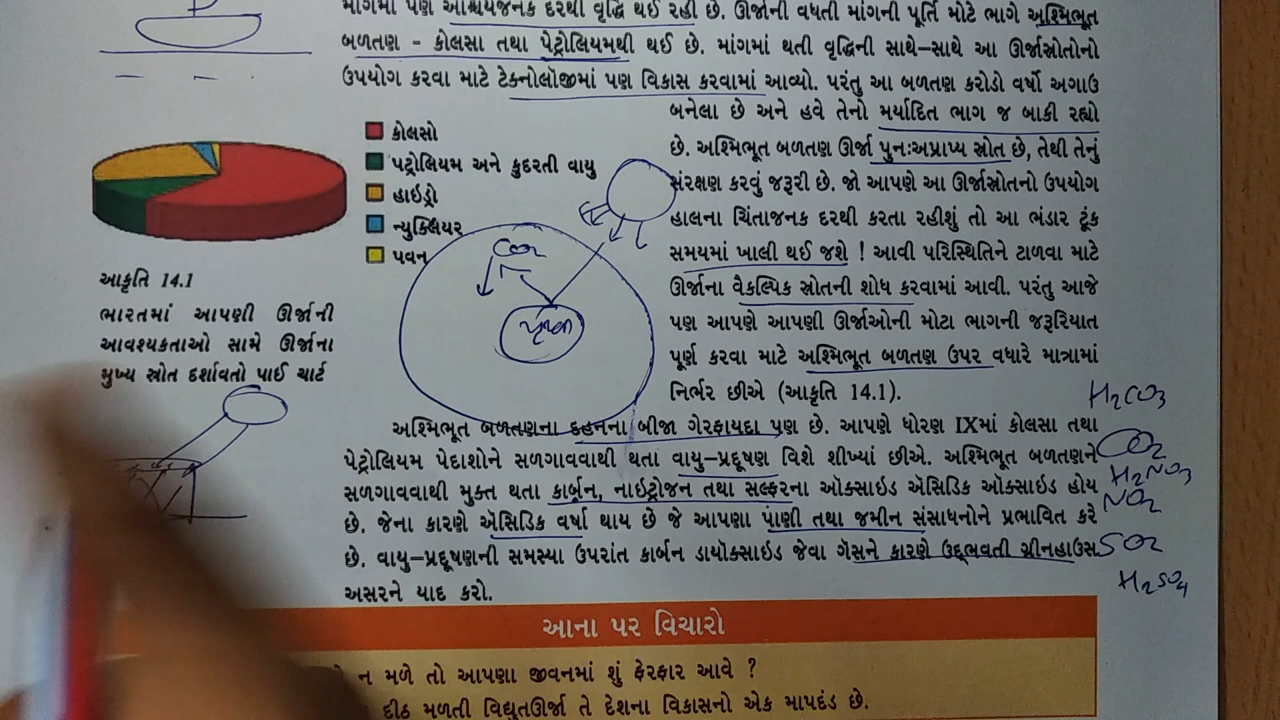 માંગમાં પણ આશ્ચર્યજનક દરથી વૃદ્ધિ થઈ રહી છે. ઊર્જાની વધતી માંગની પૂર્તિ મોટે ભાગે અશ્મિભૂત
બળતણ – કોલસા તથા પેટ્રોલિયમથી થઈ છે. માંગમાં થતી વૃદ્ધિની સાથે–સાથે આ ઊર્જાસ્રોતોનો
ઉપયોગ કરવા માટે ટેક્નોલૉજીમાં પણ વિકાસ કરવામાં આવ્યો. પરંતુ આ બળતણ કરોડો વર્ષો અગાઉ
બનેલા છે અને હવે તેનો મર્યાદિત ભાગ જ બાકી રહ્યો
છે. અશ્મિભૂત બળતણ ઊર્જા પુનઃઅપ્રાપ્ય સ્રોત છે, તેથી તેનું
સંરક્ષણ કરવું જરૂરી છે. જો આપણે આ ઊર્જાસ્રોતનો ઉપયોગ
હાલના ચિંતાજનક દરથી કરતા રહીશું તો આ ભંડાર ટૂંક
સમયમાં ખાલી થઈ જશે ! આવી પરિસ્થિતિને ટાળવા માટે
ઊર્જાના વૈકલ્પિક સ્રોતની શોધ કરવામાં આવી. પરંતુ આજે
પણ આપણે આપણી ઊર્જાઓની મોટા ભાગની જરૂરિયાત
પૂર્ણ કરવા માટે અશ્મિભૂત બળતણ ઉપર વધારે માત્રામાં
નિર્ભર છીએ (આકૃતિ 14.1).
કોલસો
પટ્રોલિયમ અને કુદરતી વાયુ
હાઇડ્રો
ન્યુક્લિયર
પવન
CO2
પૃથ્વી
આકૃતિ 14.1
ભારતમાં આપણી ઊર્જાની
આવશ્યકતાઓ સામે ઊર્જાના
મુખ્ય સ્રોત દર્શાવતો પાઈ ચાર્ટ
અશ્મિભૂત બળતણના દહનના બીજા ગેરફાયદા પણ છે. આપણે ધોરણ IXમાં કોલસા તથા
પેટ્રોલિયમ પેદાશોને સળગાવવાથી થતા વાયુ–પ્રદૂષણ વિશે શીખ્યાં છીએ. અશ્મિભૂત બળતણને
સળગાવવાથી મુક્ત થતા કાર્બન, નાઇટ્રોજન તથા સલ્ફરના ઑક્સાઇડ ઍસિડિક ઑક્સાઇડ હોય
છે. જેના કારણે ઍસિડિક વર્ષા થાય છે જે આપણા પાણી તથા જમીન સંસાધનોને પ્રભાવિત કરે
છે. વાયુ–પ્રદૂષણની સમસ્યા ઉપરાંત કાર્બન ડાયૉક્સાઇડ જેવા ગૅસને કારણે ઉદ્ભવતી ગ્રીનહાઉસ
અસરને યાદ કરો.
H2CO3
CO2
H2NO3
NO2
SO2
H2SO4
આના પર વિચારો
ન મળે તો આપણા જીવનમાં શું ફેરફાર આવે ?
દીઠ મળતી વિદ્યુતઊર્જા તે દેશના વિકાસનો એક માપદંડ છે.